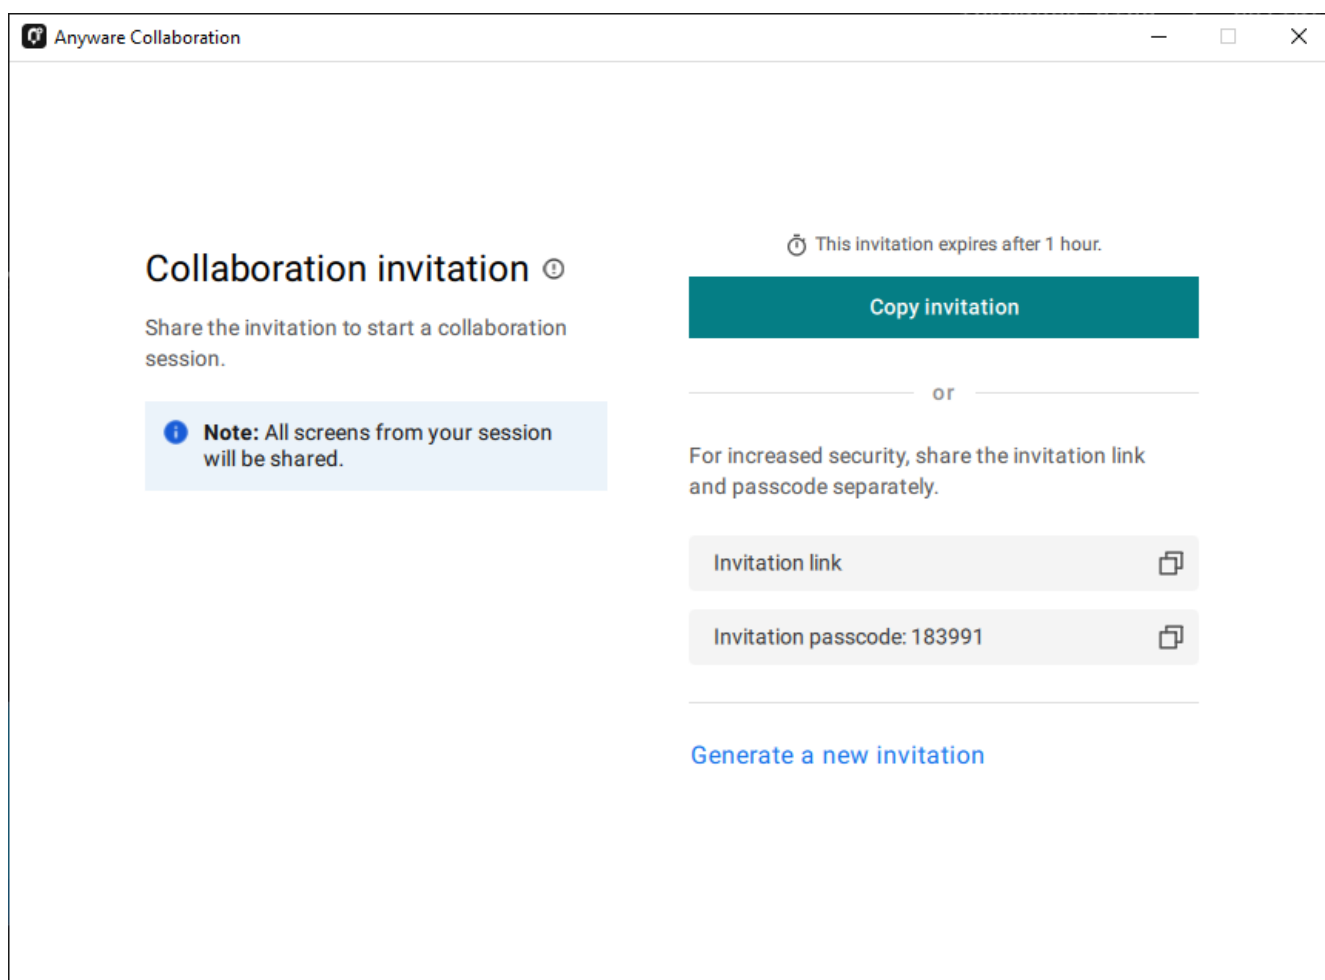 Anyware Collaboration
Collaboration invitation
Share the invitation to start a collaboration
session.
Note: All screens from your session
will be shared.
This invitation expires after 1 hour.
Copy invitation
or
For increased security, share the invitation link
and passcode separately.
Invitation link
Invitation passcode: 183991
Generate a new invitation